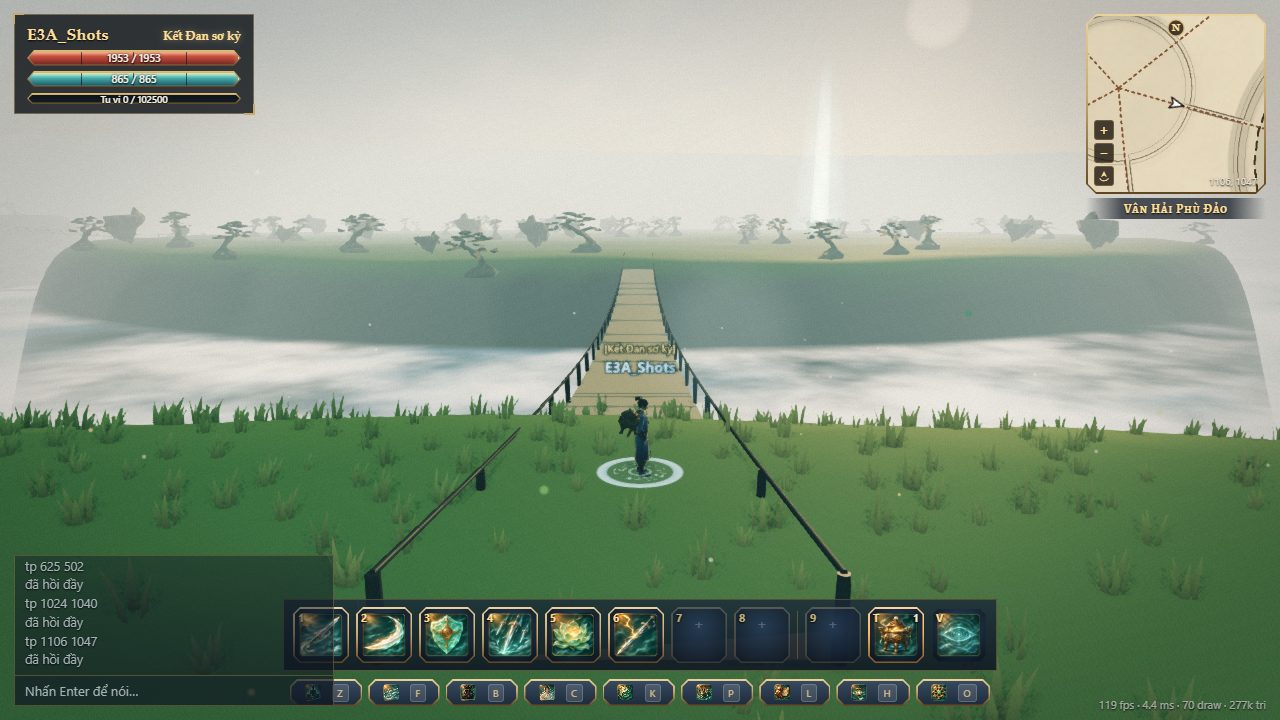 E3A_Shots
Kết Đan sơ kỳ
1953 / 1953
865 / 865
Tu vi 0 / 102500
N
+
−
1106, 1047
VÂN HẢI PHÙ ĐẢO
[Kết Đan sơ kỳ]
E3A_Shots
tp 625 502
đã hồi đầy
tp 1024 1040
đã hồi đầy
tp 1106 1047
đã hồi đầy
Nhấn Enter để nói...
1 2 3 4 5 6 7 + 8 + 9 + T 1 V
Z F B C K P L H O
119 fps · 4.4 ms · 70 draw · 277k tri